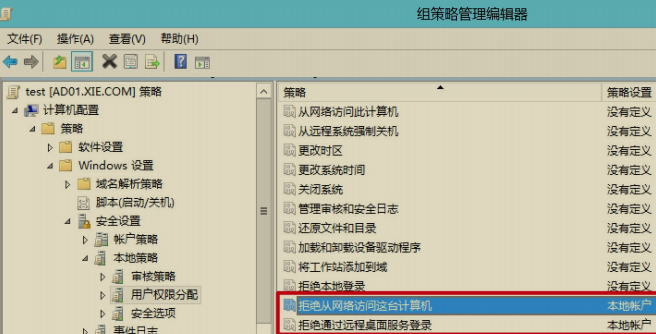 组策略管理编辑器
文件(F) 操作(A) 查看(V) 帮助(H)
test [AD01.XIE.COM] 策略
计算机配置
策略
软件设置
Windows 设置
域名解析策略
脚本(启动/关机)
安全设置
帐户策略
本地策略
审核策略
用户权限分配
安全选项
事件日志
策略 策略设置
从网络访问此计算机 没有定义
从远程系统强制关机 没有定义
更改时区 没有定义
更改系统时间 没有定义
关闭系统 没有定义
管理审核和安全日志 没有定义
还原文件和目录 没有定义
加载和卸载设备驱动程序 没有定义
将工作站添加到域 没有定义
拒绝本地登录 没有定义
拒绝从网络访问这台计算机 本地帐户
拒绝通过远程桌面服务登录 本地帐户